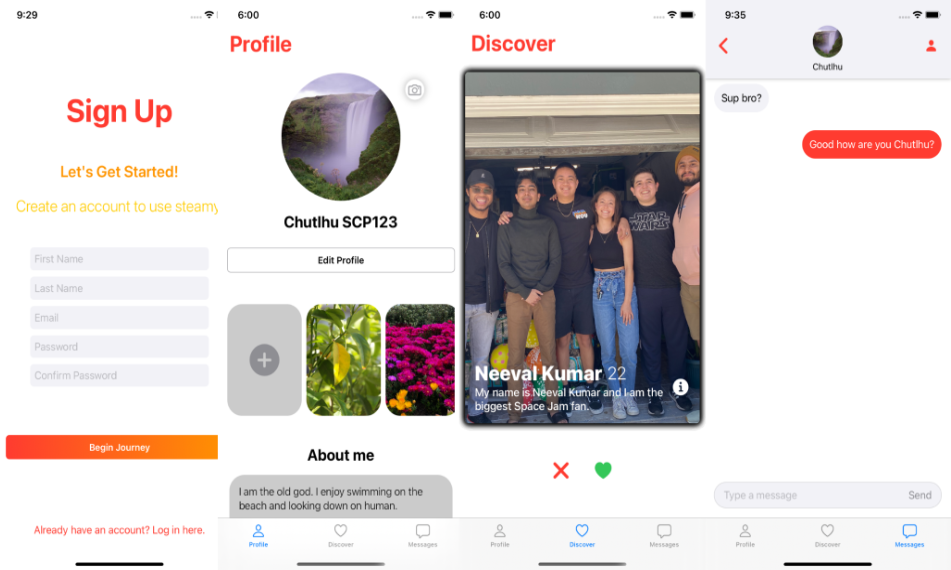 9:29
Sign Up
Let's Get Started!
Create an account to use steamy
First Name
Last Name
Email
Password
Confirm Password
Begin Journey
Already have an account? Log in here.
6:00
Profile
Chutlhu SCP123
Edit Profile
About me
I am the old god. I enjoy swimming on the
beach and looking down on human.
Profile
Discover
Messages
6:00
Discover
STAR
WARS
Neeval Kumar 22
My name is Neeval Kumar and I am the
biggest Space Jam fan.
Profile
Discover
Messages
9:35
Chutlhu
Sup bro?
Good how are you Chutlhu?
Type a message
Send
Profile
Discover
Messages